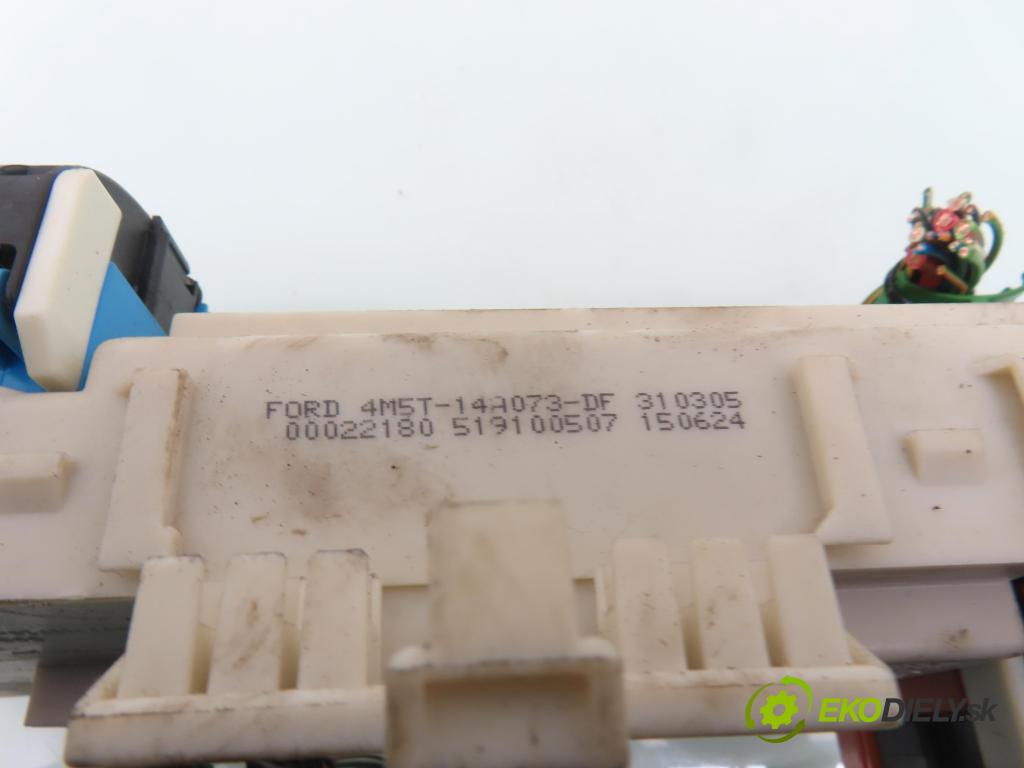 FORD 4M5T-14A073-DF 310305
00022180 519100507 150624
EKODIELY.sk